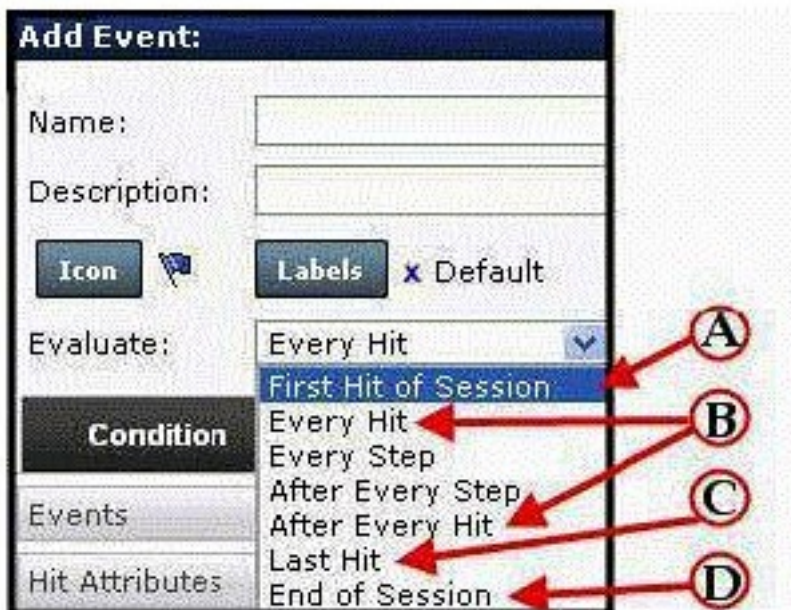 Add Event:
Name:
Description:
Icon Labels x Default
Evaluate: Every Hit
First Hit of Session
Every Hit
Every Step
After Every Step
After Every Hit
Last Hit
End of Session
Condition
Events
Hit Attributes
A
B
C
D